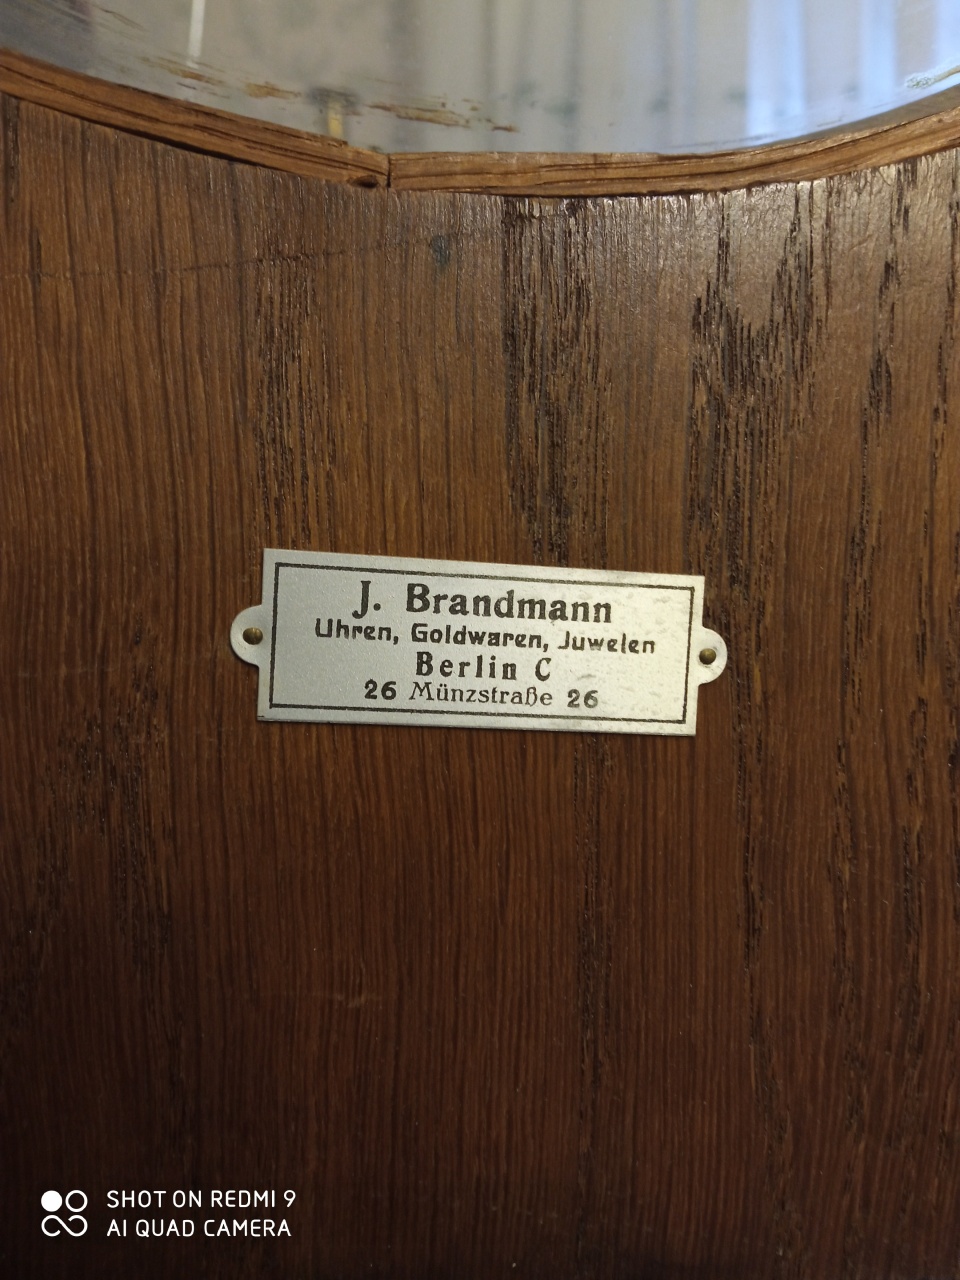 J. Brandmann
Uhren, Goldwaren, Juwelen
Berlin C
26 Münzstraße 26
SHOT ON REDMI 9
AI QUAD CAMERA